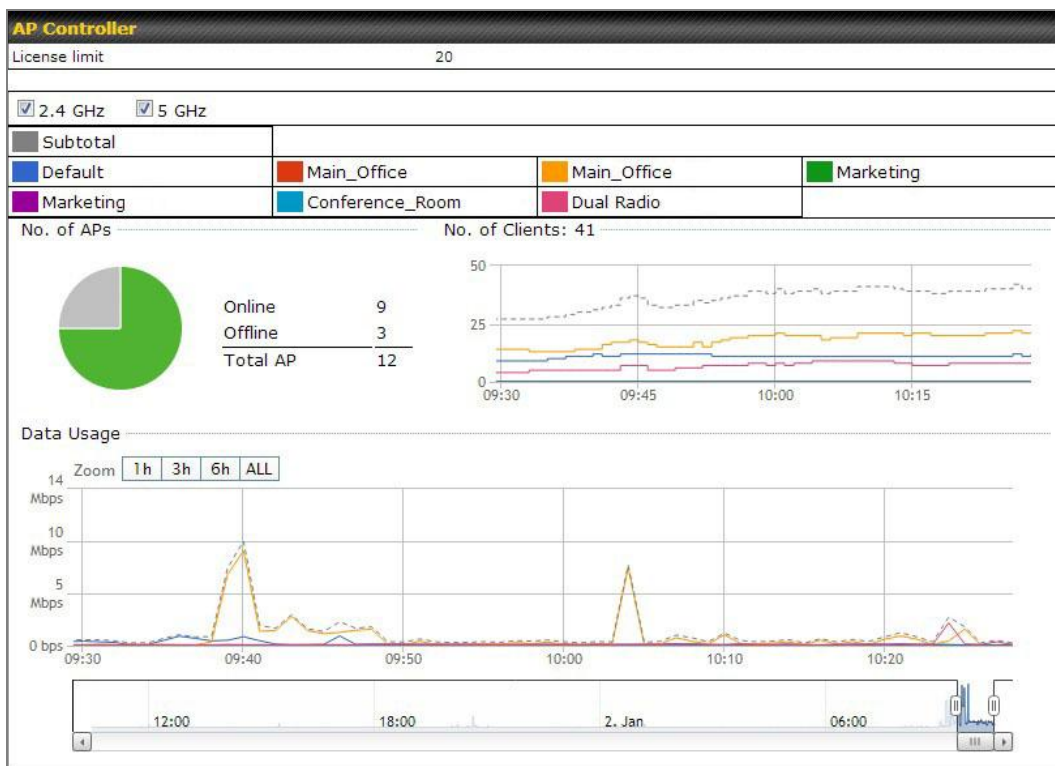 AP Controller
License limit 20
2.4 GHz 5 GHz
Subtotal
Default Main_Office Main_Office Marketing
Marketing Conference_Room Dual Radio
No. of APs No. of Clients: 41
Online 9
Offline 3
Total AP 12
50
25
0
09:30 09:45 10:00 10:15
Data Usage
Zoom 1h 3h 6h ALL
14
Mbps
10
Mbps
5
Mbps
0 bps
09:30 09:40 09:50 10:00 10:10 10:20
12:00 18:00 2. Jan 06:00